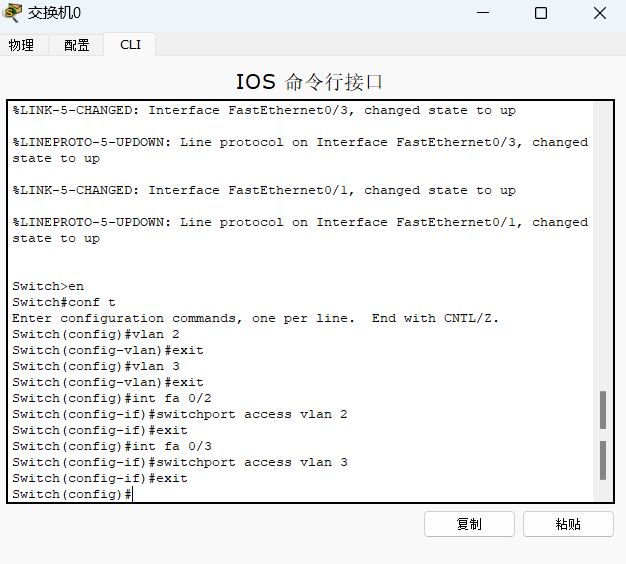 交换机0
物理 配置 CLI
IOS 命令行接口
%LINK-5-CHANGED: Interface FastEthernet0/3, changed state to up
%LINEPROTO-5-UPDOWN: Line protocol on Interface FastEthernet0/3, changed
state to up
%LINK-5-CHANGED: Interface FastEthernet0/1, changed state to up
%LINEPROTO-5-UPDOWN: Line protocol on Interface FastEthernet0/1, changed
state to up
Switch>en
Switch#conf t
Enter configuration commands, one per line.  End with CNTL/Z.
Switch(config)#vlan 2
Switch(config-vlan)#exit
Switch(config)#vlan 3
Switch(config-vlan)#exit
Switch(config)#int fa 0/2
Switch(config-if)#switchport access vlan 2
Switch(config-if)#exit
Switch(config)#int fa 0/3
Switch(config-if)#switchport access vlan 3
Switch(config-if)#exit
Switch(config)#
复制 粘贴